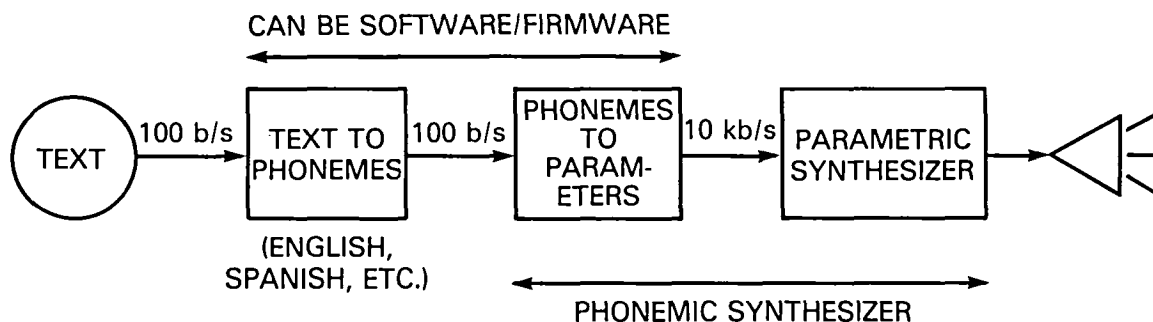 CAN BE SOFTWARE/FIRMWARE
TEXT
100 b/s
TEXT TO
PHONEMES
100 b/s
PHONEMES
TO
PARAM-
ETERS
10 kb/s
PARAMETRIC
SYNTHESIZER
(ENGLISH,
SPANISH, ETC.)
PHONEMIC SYNTHESIZER